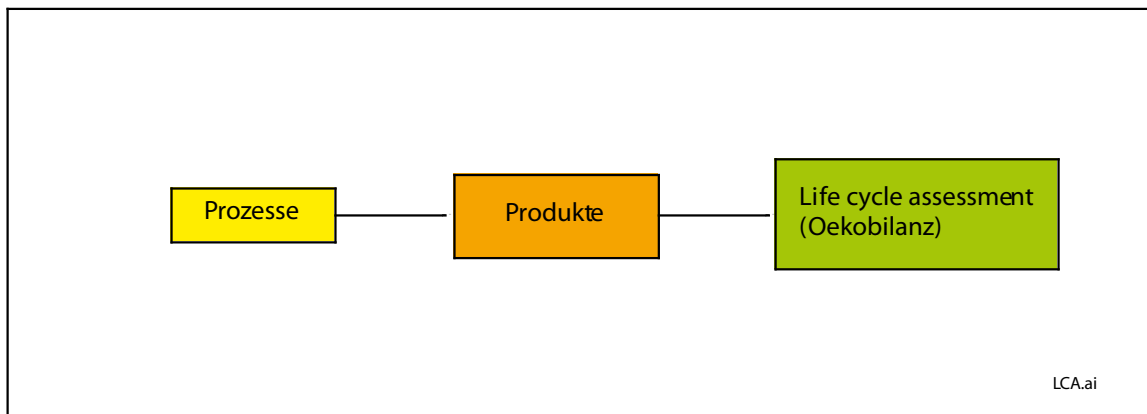 Prozesse
Produkte
Life cycle assessment
(Oekobilanz)
LCA.ai